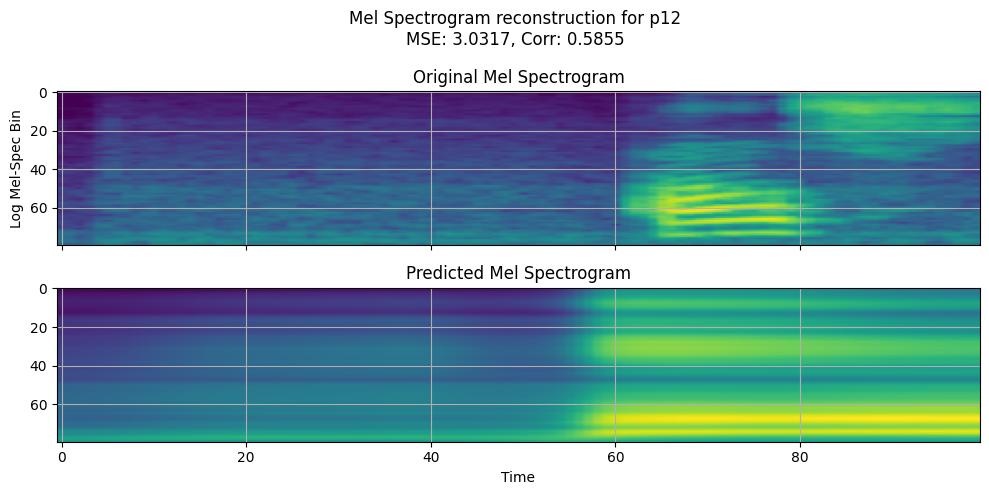 Mel Spectrogram reconstruction for p12
MSE: 3.0317, Corr: 0.5855
Original Mel Spectrogram
0
20
40
60
Log Mel-Spec Bin
Predicted Mel Spectrogram
0
20
40
60
0 20 40 60 80
Time